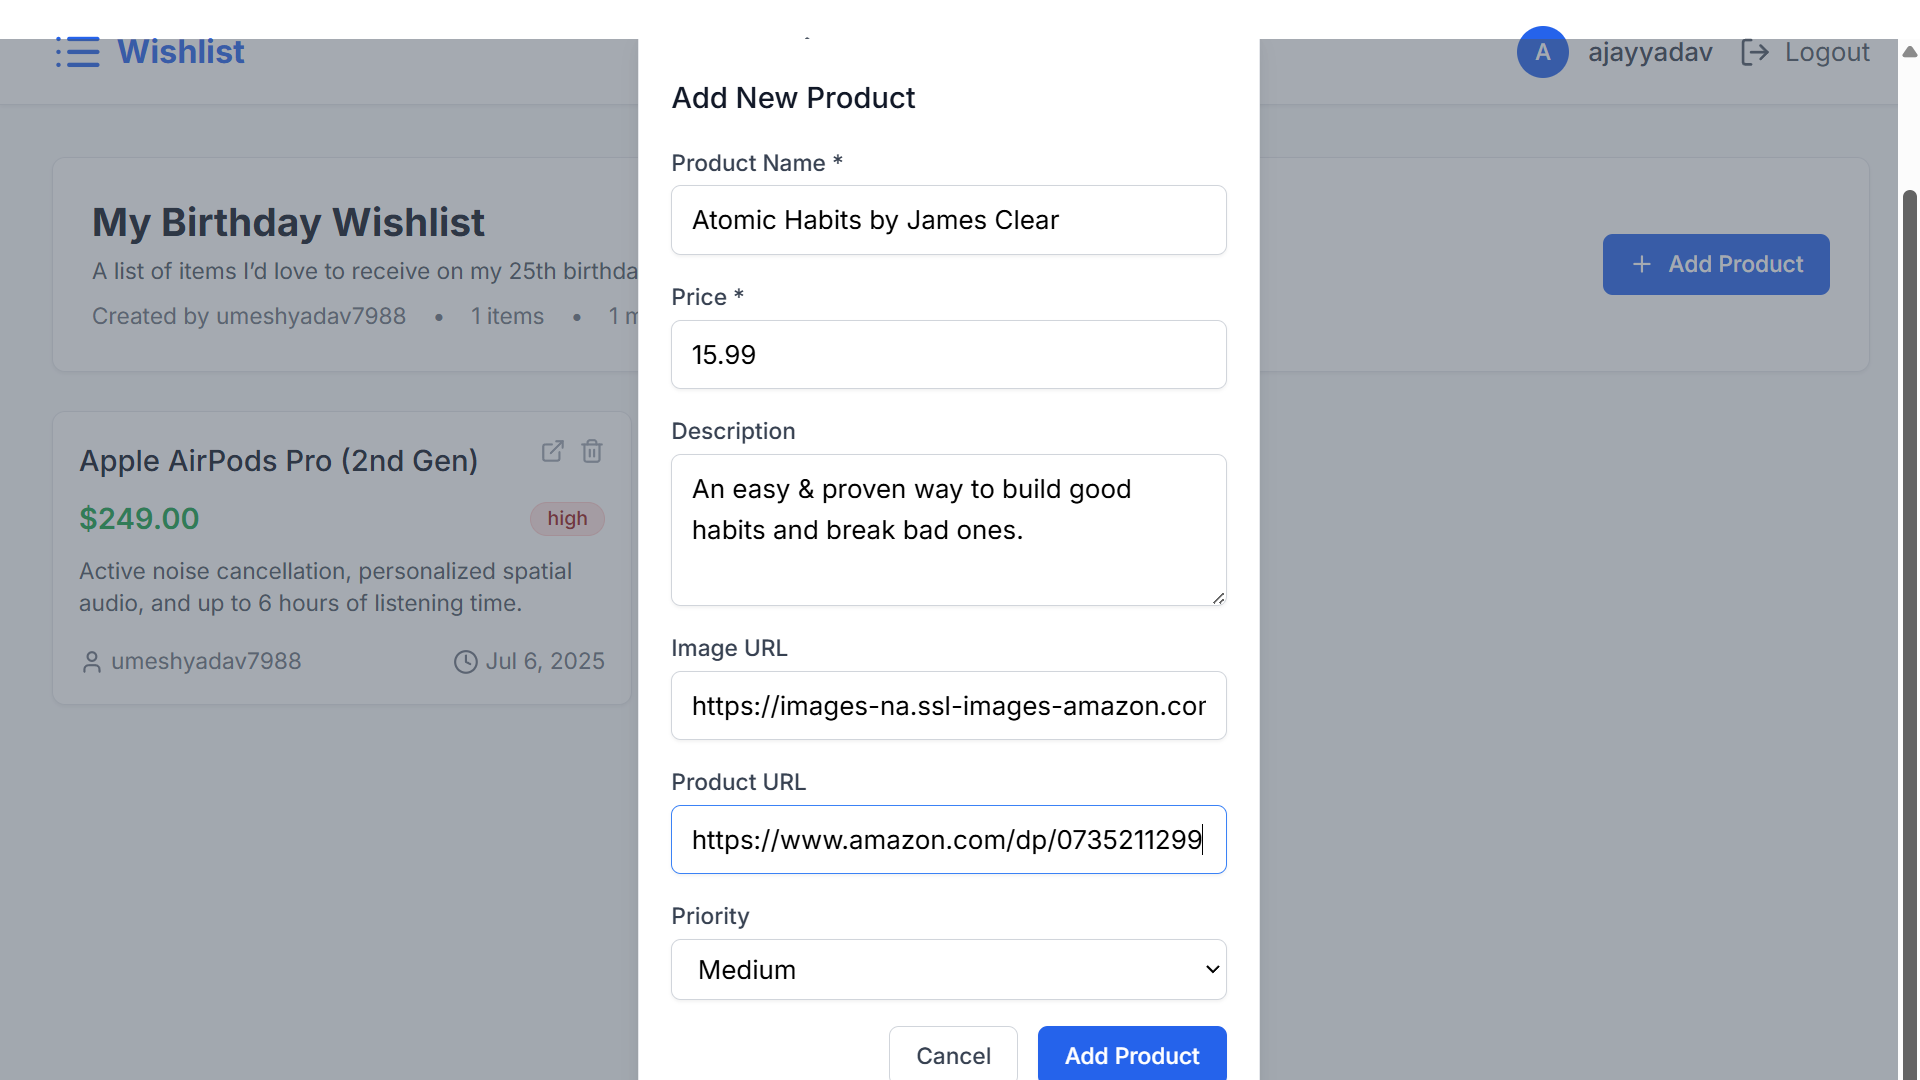 Wishlist
A
ajayyadav
Logout
My Birthday Wishlist
A list of items I'd love to receive on my 25th
Created by umeshyadav7988 • 1 items • 1
+ Add Product
Apple AirPods Pro (2nd Gen)
$249.00
high
Active noise cancellation, personalized spatial
audio, and up to 6 hours of listening time.
umeshyadav7988
Jul 6, 2025
Add New Product
Product Name *
Atomic Habits by James Clear
Price *
15.99
Description
An easy & proven way to build good
habits and break bad ones.
Image URL
https://images-na.ssl-images-amazon.co
Product URL
https://www.amazon.com/dp/0735211299
Priority
Medium
Cancel
Add Product